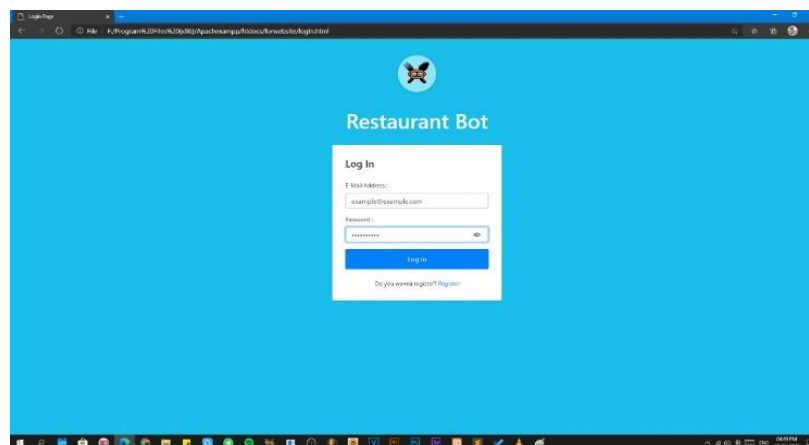 Login Page
File F:/Program%20Files%20(x86)/Apachexampp/htdocs/forwebsite/login.html
Restaurant Bot
Log In
E-Mail Address :
example@example.com
Password :
Log In
Do you wanna register? Register
ENG